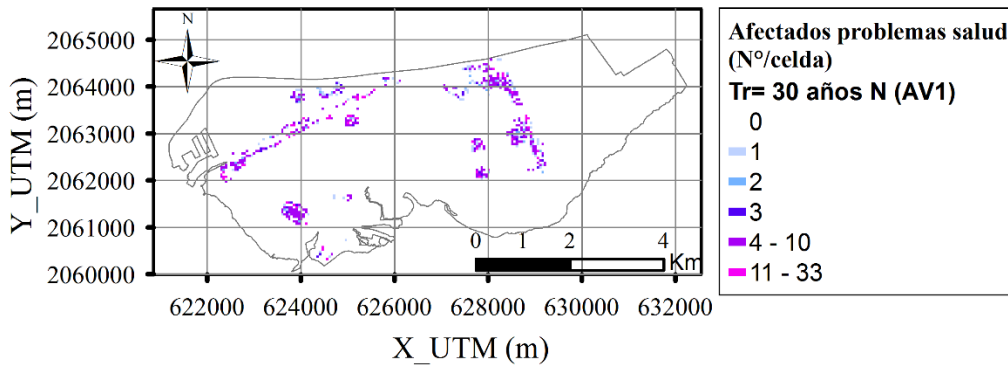 N
2065000
2064000
2063000
2062000
2061000
2060000
Y_UTM (m)
0 1 2 4
Km
622000 624000 626000 628000 630000 632000
X_UTM (m)
Afectados problemas salud
(Nº/celda)
Tr= 30 años N (AV1)
0
1
2
3
4 - 10
11 - 33